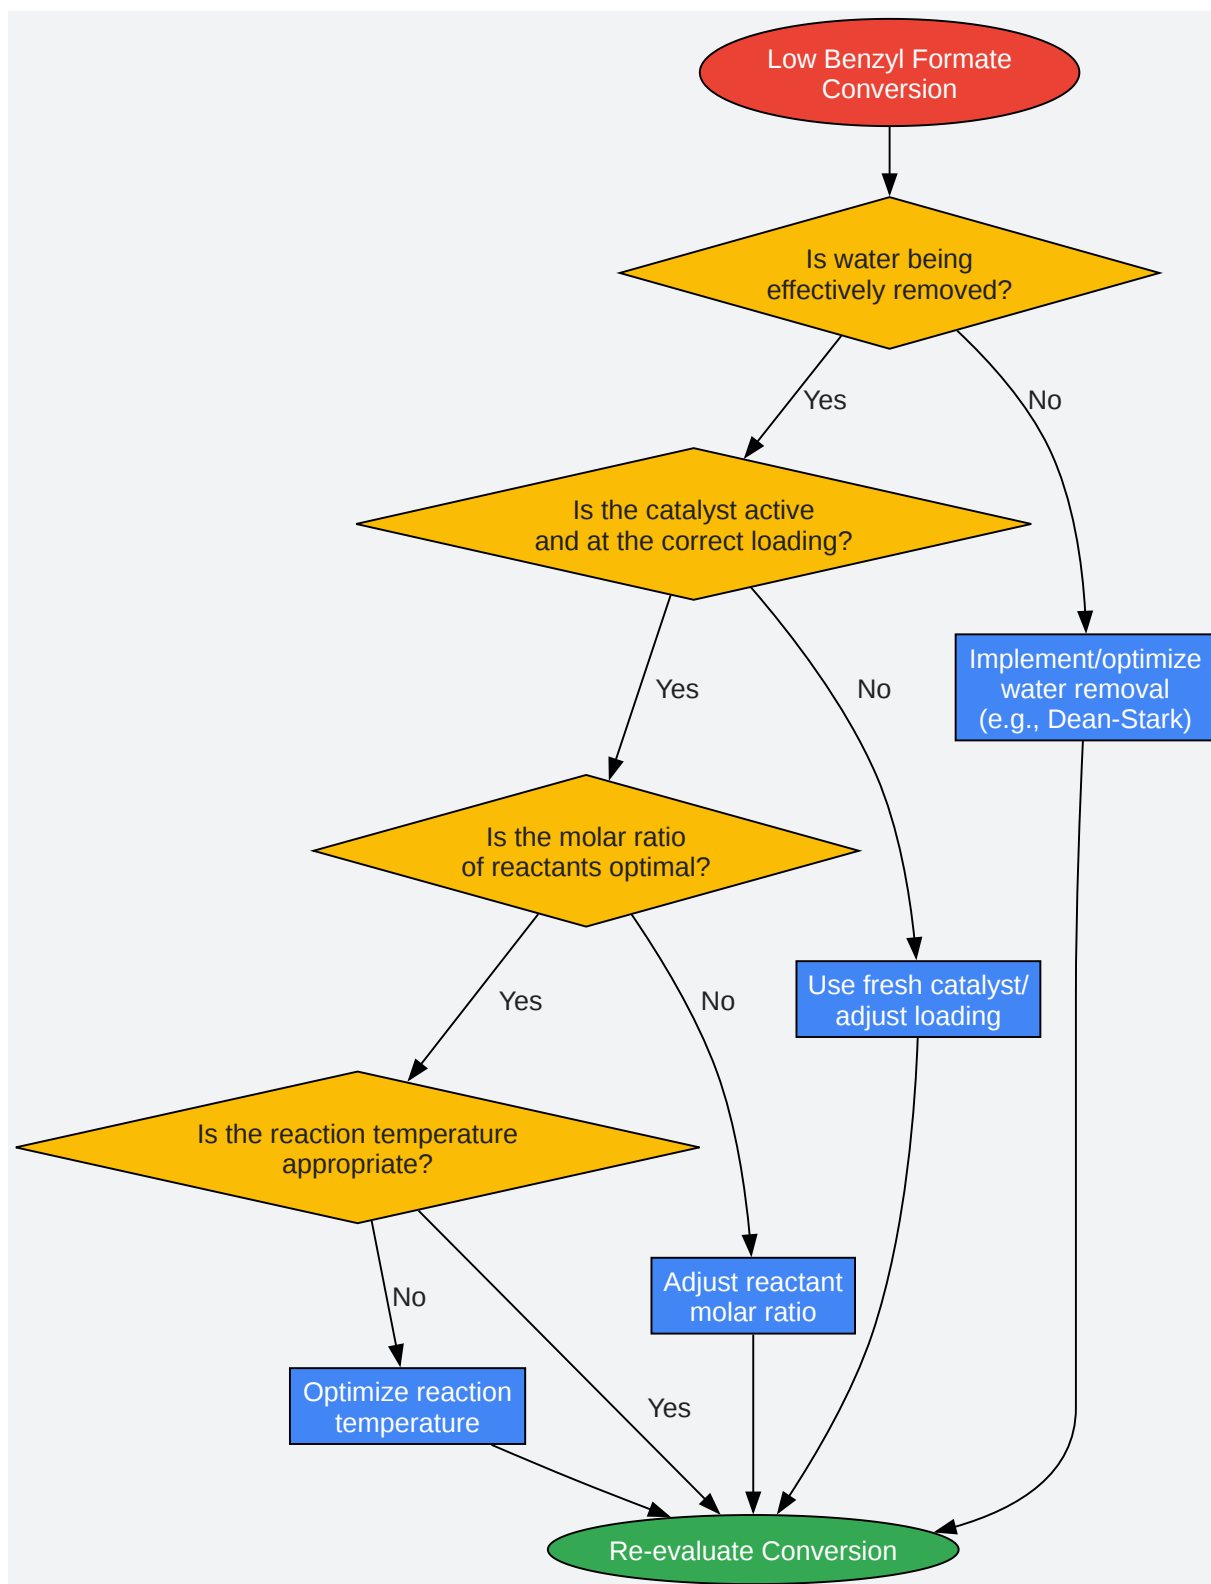 Low Benzyl Formate
Conversion
Is water being
effectively removed?
Yes
No
Is the catalyst active
and at the correct loading?
Yes
No
Implement/optimize
water removal
(e.g., Dean-Stark)
Is the molar ratio
of reactants optimal?
Yes
No
Use fresh catalyst/
adjust loading
Is the reaction temperature
appropriate?
No
Yes
Adjust reactant
molar ratio
Optimize reaction
temperature
Re-evaluate Conversion